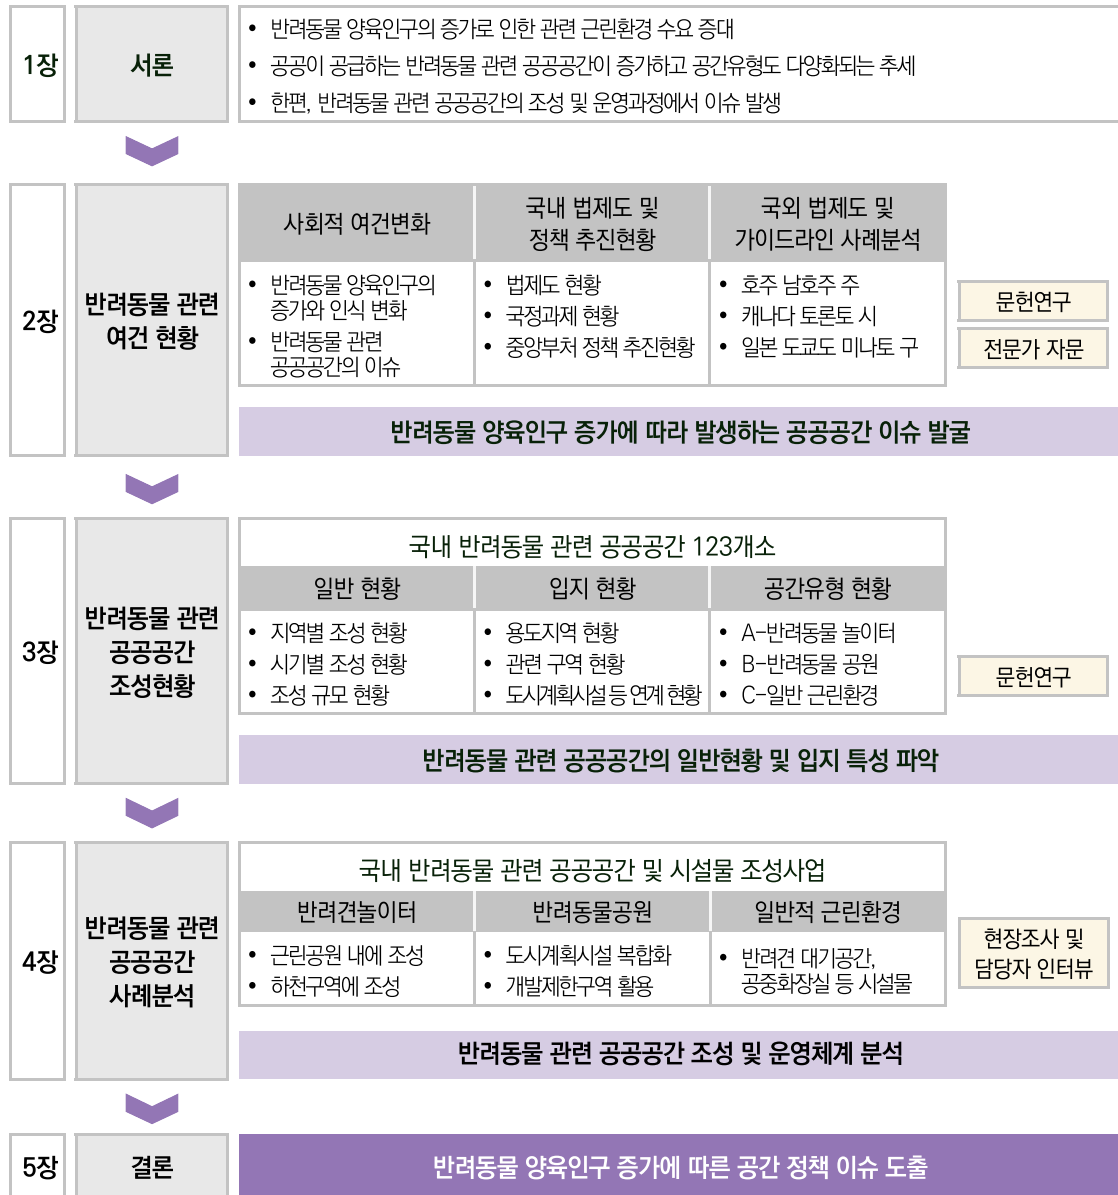 1장
서론
• 반려동물 양육인구의 증가로 인한 관련 근린환경 수요 증대
• 공공이 공급하는 반려동물 관련 공공공간이 증가하고 공간유형도 다양화되는 추세
• 한편, 반려동물 관련 공공공간의 조성 및 운영과정에서 이슈 발생
2장
반려동물 관련
여건 현황
사회적 여건변화
• 반려동물 양육인구의
증가와 인식 변화
• 반려동물 관련
공공공간의 이슈
국내 법제도 및
정책 추진현황
• 법제도 현황
• 국정과제 현황
• 중앙부처 정책 추진현황
국외 법제도 및
가이드라인 사례분석
• 호주 남호주 주
• 캐나다 토론토 시
• 일본 도쿄도 미나토 구
문헌연구
전문가 자문
반려동물 양육인구 증가에 따라 발생하는 공공공간 이슈 발굴
3장
반려동물 관련
공공공간
조성현황
국내 반려동물 관련 공공공간 123개소
일반 현황
• 지역별 조성 현황
• 시기별 조성 현황
• 조성 규모 현황
입지 현황
• 용도지역 현황
• 관련 구역 현황
• 도시계획시설 등 연계 현황
공간유형 현황
• A-반려동물 놀이터
• B-반려동물 공원
• C-일반 근린환경
문헌연구
반려동물 관련 공공공간의 일반현황 및 입지 특성 파악
4장
반려동물 관련
공공공간
사례분석
국내 반려동물 관련 공공공간 및 시설물 조성사업
반려견놀이터
• 근린공원 내에 조성
• 하천구역에 조성
반려동물공원
• 도시계획시설 복합화
• 개발제한구역 활용
일반적 근린환경
• 반려견 대기공간,
공중화장실 등 시설물
현장조사 및
담당자 인터뷰
반려동물 관련 공공공간 조성 및 운영체계 분석
5장
결론
반려동물 양육인구 증가에 따른 공간 정책 이슈 도출